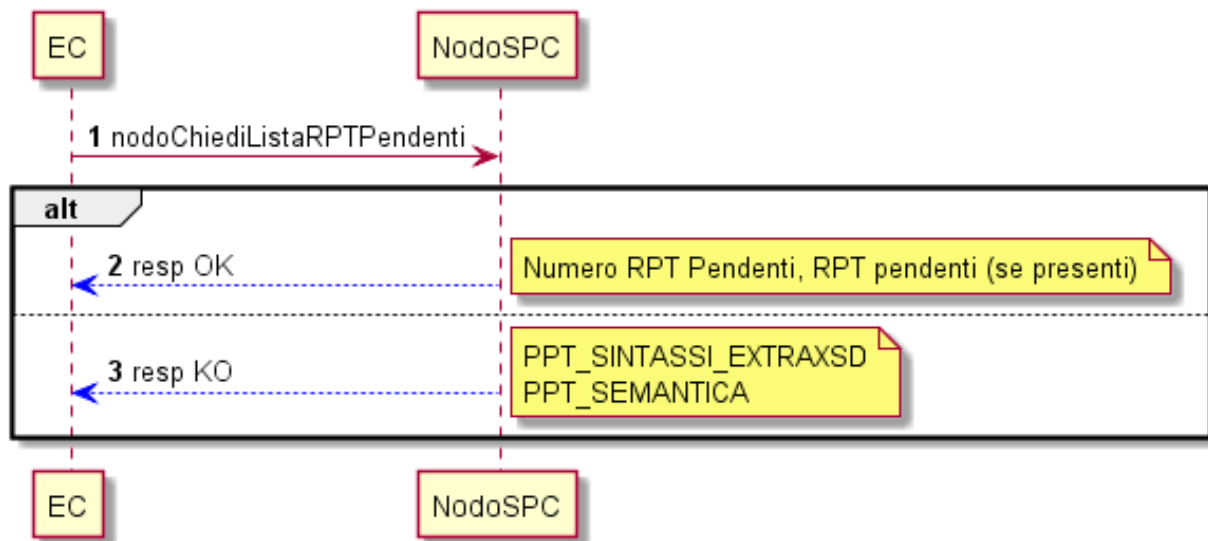 EC
NodoSPC
1 nodoChiediListaRPTPendenti
alt
2 resp OK
Numero RPT Pendenti, RPT pendenti (se presenti)
3 resp KO
PPT_SINTASSI_EXTRAXSD
PPT_SEMANTICA
EC
NodoSPC